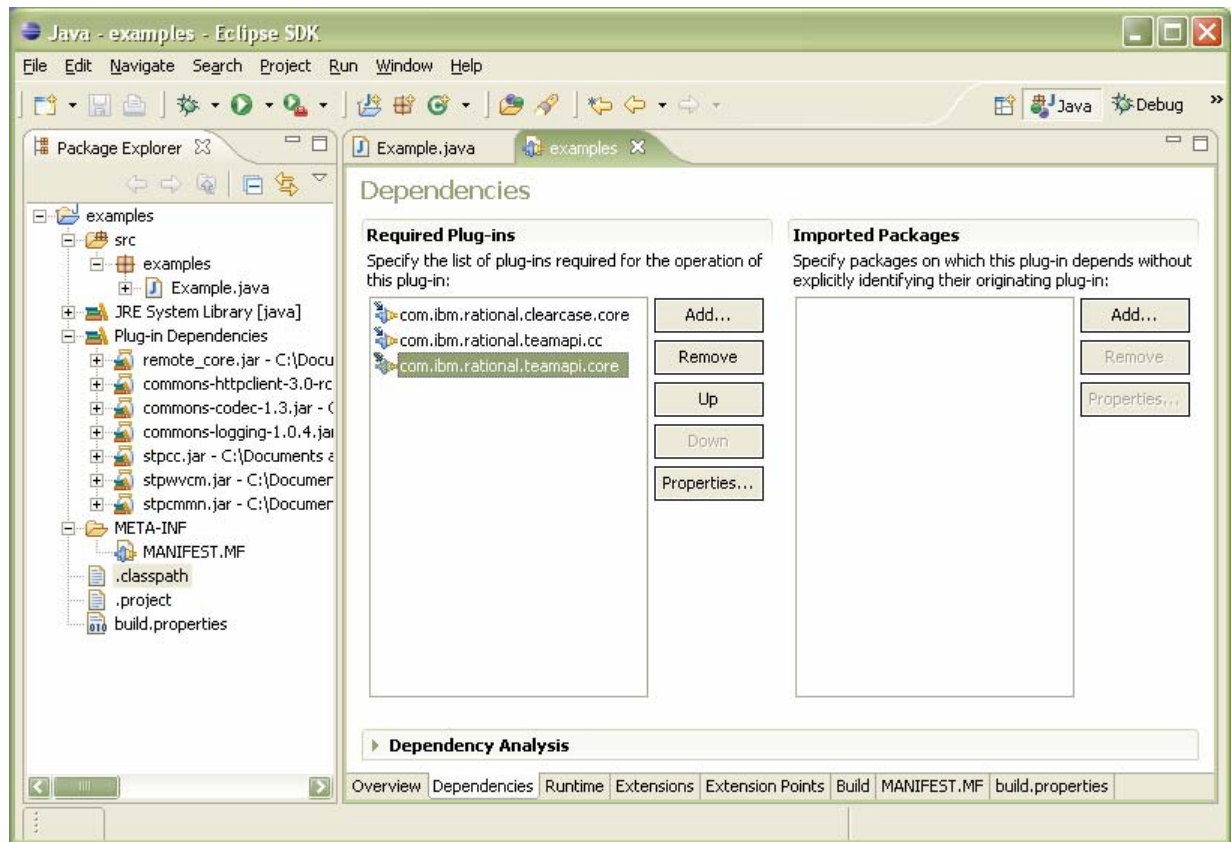 Java - examples - Eclipse SDK
File Edit Navigate Search Project Run Window Help
Java Debug »
Package Explorer
Example.java examples
examples
src
examples
Example.java
JRE System Library [java]
Plug-in Dependencies
remote_core.jar - C:\Docu
commons-httpclient-3.0-rc
commons-codec-1.3.jar - 
commons-logging-1.0.4.jar
stpcc.jar - C:\Documents a
stpwvcm.jar - C:\Documen
stpcmmn.jar - C:\Documen
META-INF
MANIFEST.MF
.classpath
.project
build.properties
Dependencies
Required Plug-ins
Specify the list of plug-ins required for the operation of
this plug-in:
com.ibm.rational.clearcase.core
com.ibm.rational.teamapi.cc
com.ibm.rational.teamapi.core
Add...
Remove
Up
Down
Properties...
Imported Packages
Specify packages on which this plug-in depends without
explicitly identifying their originating plug-in:
Add...
Remove
Properties...
Dependency Analysis
Overview Dependencies Runtime Extensions Extension Points Build MANIFEST.MF build.properties